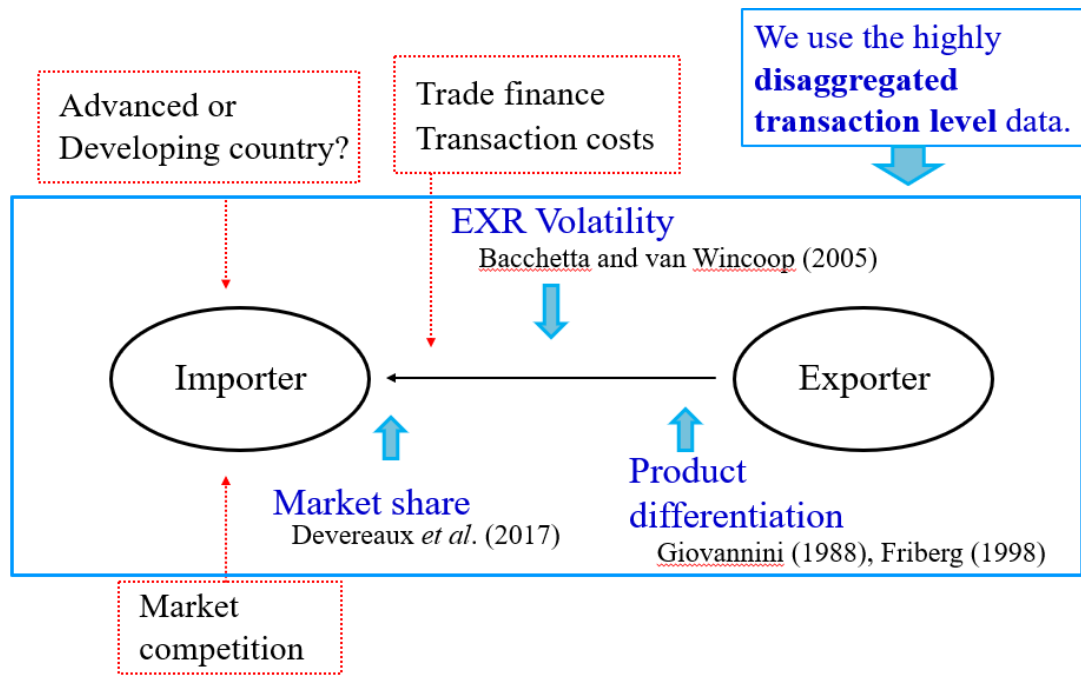 We use the highly
disaggregated
transaction level data.
Advanced or
Developing country?
Trade finance
Transaction costs
EXR Volatility
Bacchetta and van Wincoop (2005)
Importer
Exporter
Market share
Devereaux et al. (2017)
Product
differentiation
Giovannini (1988), Friberg (1998)
Market
competition